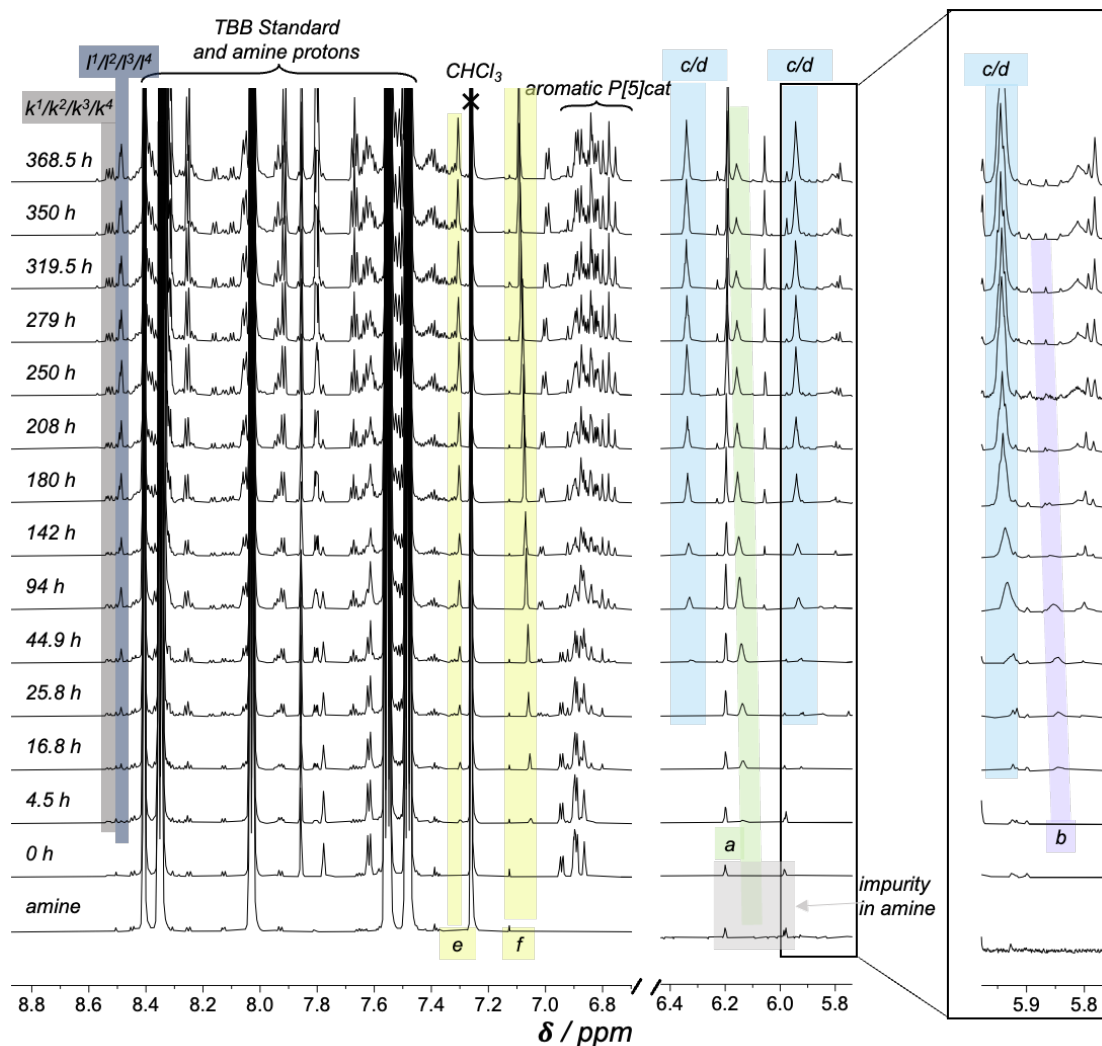 TBB Standard
and amine protons
l¹/l²/l³/l⁴
CHCl₃
c/d
c/d
c/d
aromatic P[5]cat
k¹/k²/k³/k⁴
368.5 h
350 h
319.5 h
279 h
250 h
208 h
180 h
142 h
94 h
44.9 h
25.8 h
16.8 h
4.5 h
0 h
amine
a
b
impurity
in amine
e
f
8.8 8.6 8.4 8.2 8.0 7.8 7.6 7.4 7.2 7.0 6.8 6.4 6.2 6.0 5.8
5.9 5.8
δ / ppm